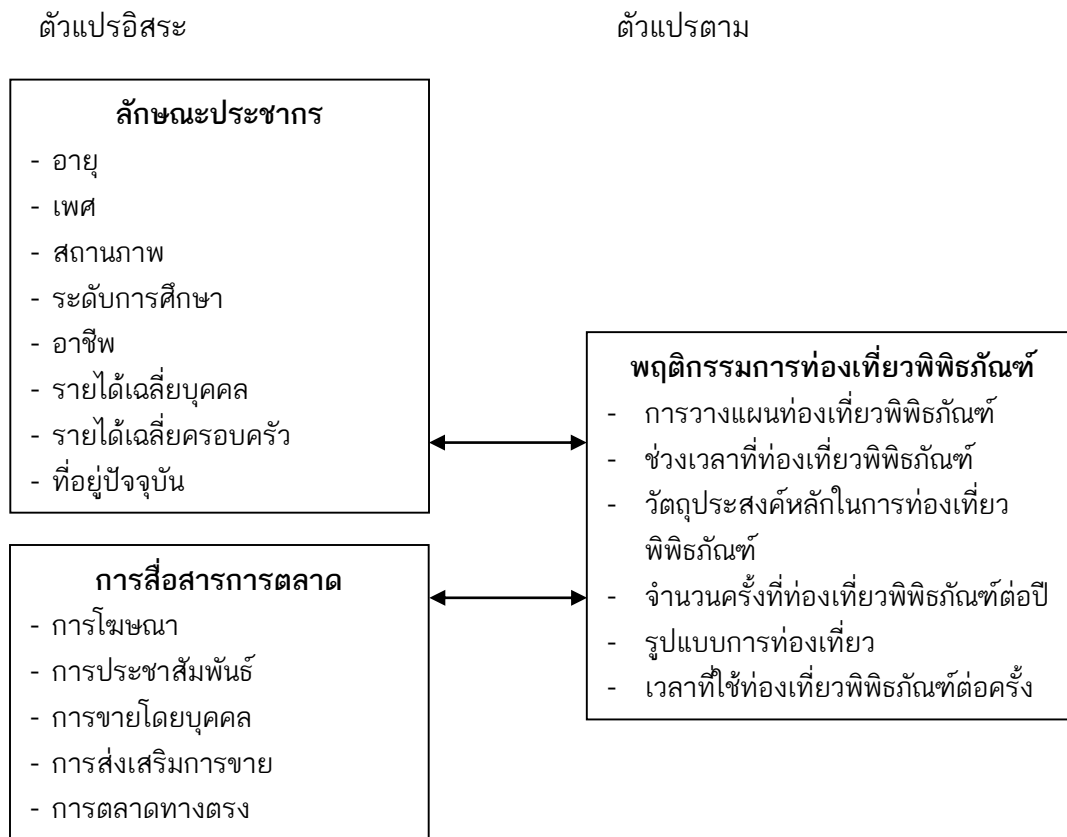 ตัวแปรอิสระ
ตัวแปรตาม
ลักษณะประชากร
- อายุ
- เพศ
- สถานภาพ
- ระดับการศึกษา
- อาชีพ
- รายได้เฉลี่ยบุคคล
- รายได้เฉลี่ยครอบครัว
- ที่อยู่ปัจจุบัน
การสื่อสารการตลาด
- การโฆษณา
- การประชาสัมพันธ์
- การขายโดยบุคคล
- การส่งเสริมการขาย
- การตลาดทางตรง
พฤติกรรมการท่องเที่ยวพิพิธภัณฑ์
- การวางแผนท่องเที่ยวพิพิธภัณฑ์
- ช่วงเวลาที่ท่องเที่ยวพิพิธภัณฑ์
- วัตถุประสงค์หลักในการท่องเที่ยว
พิพิธภัณฑ์
- จำนวนครั้งที่ท่องเที่ยวพิพิธภัณฑ์ต่อปี
- รูปแบบการท่องเที่ยว
- เวลาที่ใช้ท่องเที่ยวพิพิธภัณฑ์ต่อครั้ง